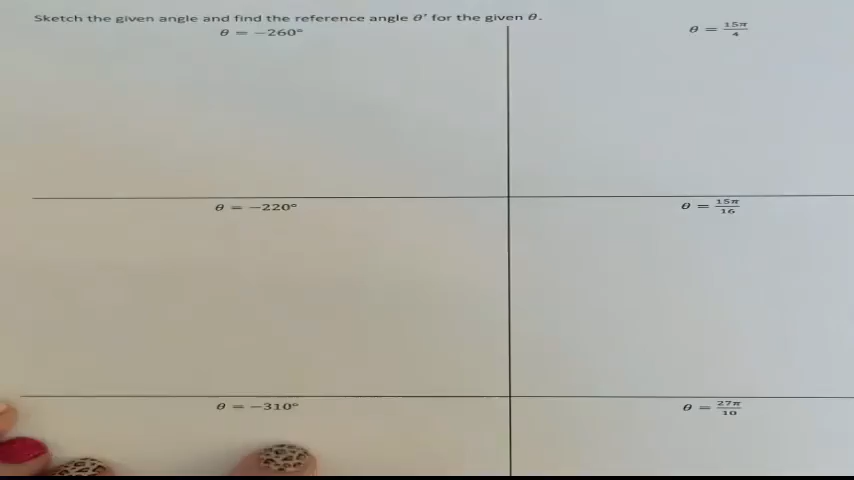 Sketch the given angle and find the reference angle θ' for the given θ.
θ = −260°
θ = 15π/4
θ = −220°
θ = 15π/16
θ = −310°
θ = 27π/10